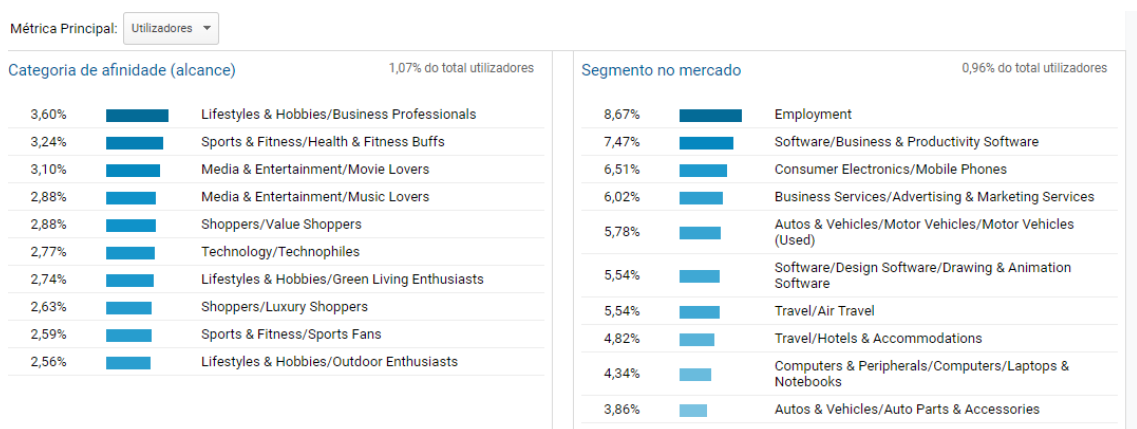 Métrica Principal: Utilizadores
Categoria de afinidade (alcance) 1,07% do total utilizadores
3,60% Lifestyles & Hobbies/Business Professionals
3,24% Sports & Fitness/Health & Fitness Buffs
3,10% Media & Entertainment/Movie Lovers
2,88% Media & Entertainment/Music Lovers
2,88% Shoppers/Value Shoppers
2,77% Technology/Technophiles
2,74% Lifestyles & Hobbies/Green Living Enthusiasts
2,63% Shoppers/Luxury Shoppers
2,59% Sports & Fitness/Sports Fans
2,56% Lifestyles & Hobbies/Outdoor Enthusiasts
Segmento no mercado 0,96% do total utilizadores
8,67% Employment
7,47% Software/Business & Productivity Software
6,51% Consumer Electronics/Mobile Phones
6,02% Business Services/Advertising & Marketing Services
5,78% Autos & Vehicles/Motor Vehicles/Motor Vehicles
(Used)
5,54% Software/Design Software/Drawing & Animation
Software
5,54% Travel/Air Travel
4,82% Travel/Hotels & Accommodations
4,34% Computers & Peripherals/Computers/Laptops &
Notebooks
3,86% Autos & Vehicles/Auto Parts & Accessories